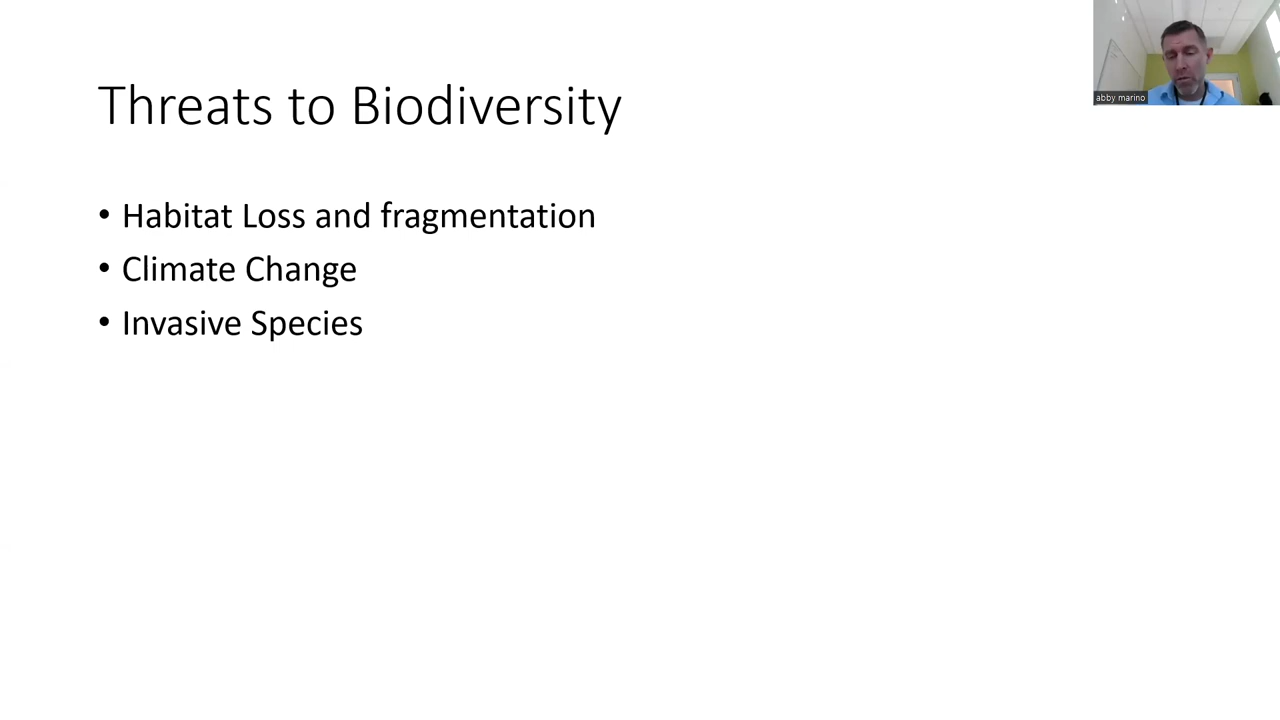 Threats to Biodiversity
• Habitat Loss and fragmentation
• Climate Change
• Invasive Species
abby marino